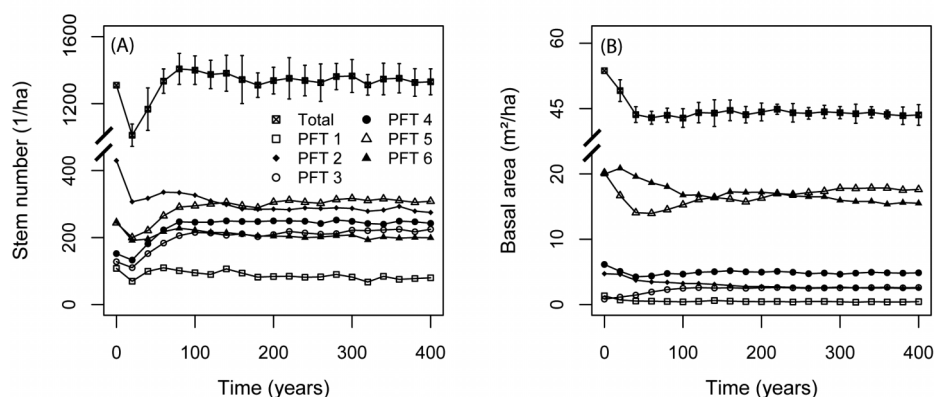 (A)
Stem number (1/ha)
1600
1200
400
200
0
Total
PFT 1
PFT 2
PFT 3
PFT 4
PFT 5
PFT 6
0 100 200 300 400
Time (years)
(B)
Basal area (m²/ha)
60
45
20
10
0
0 100 200 300 400
Time (years)